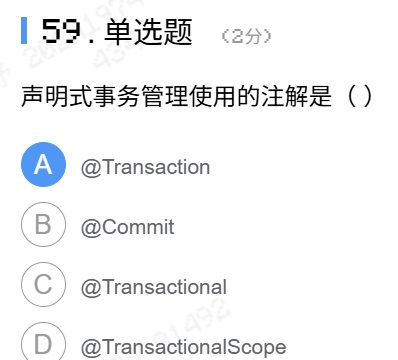 59.单选题 (2分)
声明式事务管理使用的注解是（ ）
A @Transaction
B @Commit
C @Transactional
D @TransactionalScope